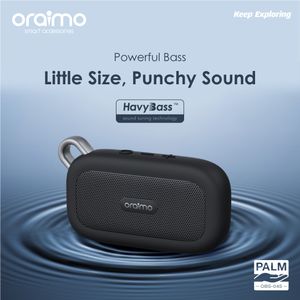 oraimo
smart accessories
Keep Exploring
Powerful Bass
Little Size, Punchy Sound
HavyBass™
sound tuning technology
oraimo
PALM
OBS-04S